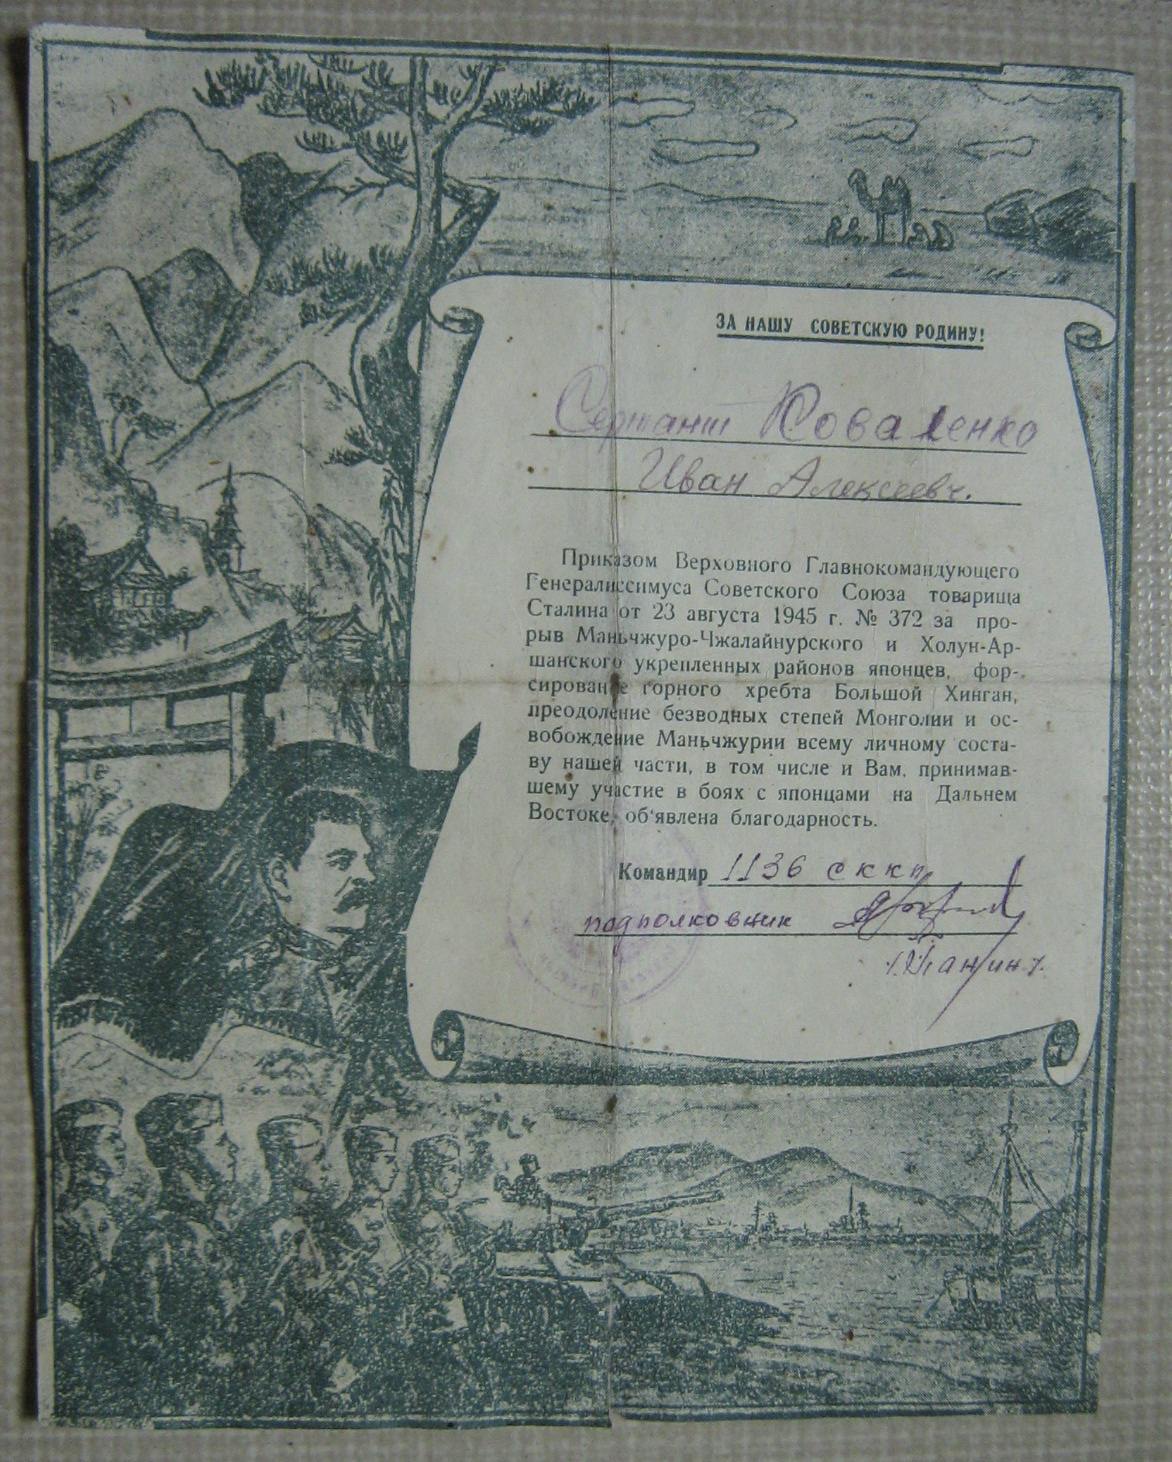 ЗА НАШУ СОВЕТСКУЮ РОДИНУ!
Сержант Коваленко
Иван Алексеевч.
Приказом Верховного Главнокомандующего
Генералиссимуса Советского Союза товарища
Сталина от 23 августа 1945 г. № 372 за про-
рыв Маньчжуро-Чжалайнурского и Холун-Ар-
шанского укрепленных районов японцев, фор-
сирование горного хребта Большой Хинган,
преодоление безводных степей Монголии и ос-
вобождение Маньчжурии всему личному соста-
ву нашей части, в том числе и Вам, принимав-
шему участие в боях с японцами на Дальнем
Востоке, об'явлена благодарность.
Командир 1136 сккп
подполковник